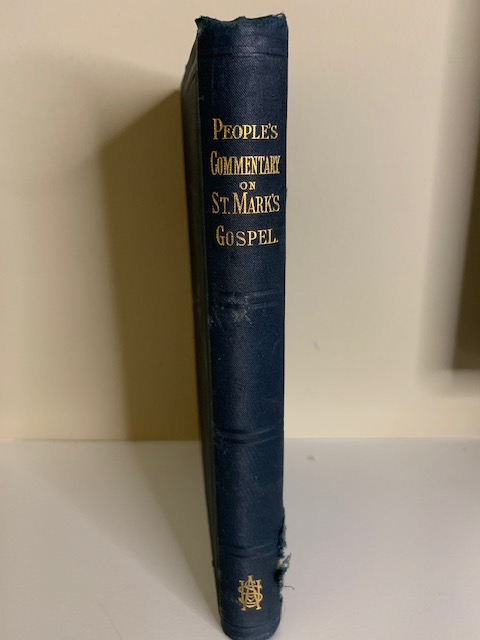 PEOPLE'S
COMMENTARY
ON
ST. MARK'S
GOSPEL.